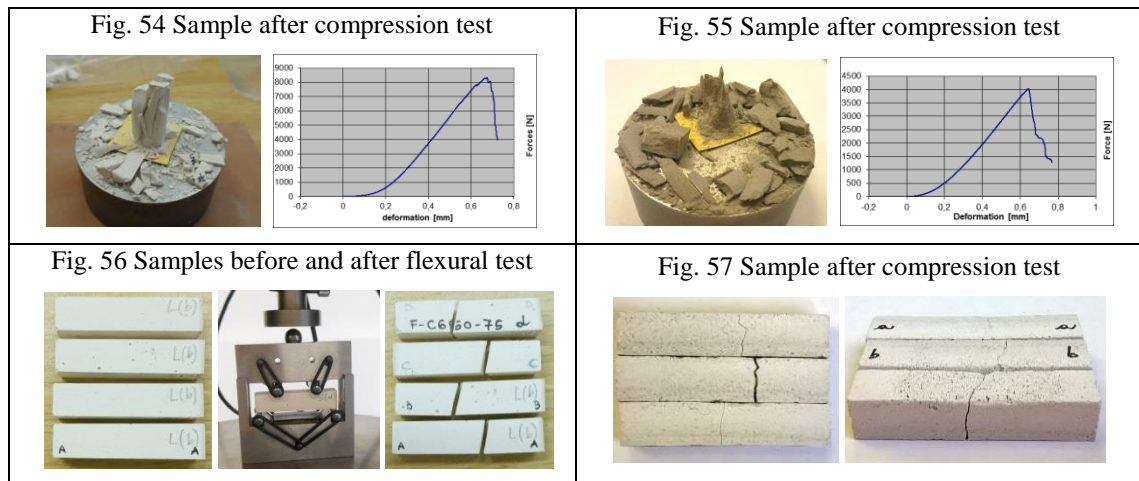 Fig. 54 Sample after compression test
9000
8000
7000
6000
5000
4000
3000
2000
1000
0
-0,2 0 0,2 0,4 0,6 0,8
deformation [mm]
Forces [N]
Fig. 55 Sample after compression test
4500
4000
3500
3000
2500
2000
1500
1000
500
0
-0,2 0 0,2 0,4 0,6 0,8 1
Deformation [mm]
Force [N]
Fig. 56 Samples before and after flexural test
L(b)
L(b)
L(b)
L(b)
A A
D D
d
C C
L(b)
B B
L(b)
A A
Fig. 57 Sample after compression test
a a
b b